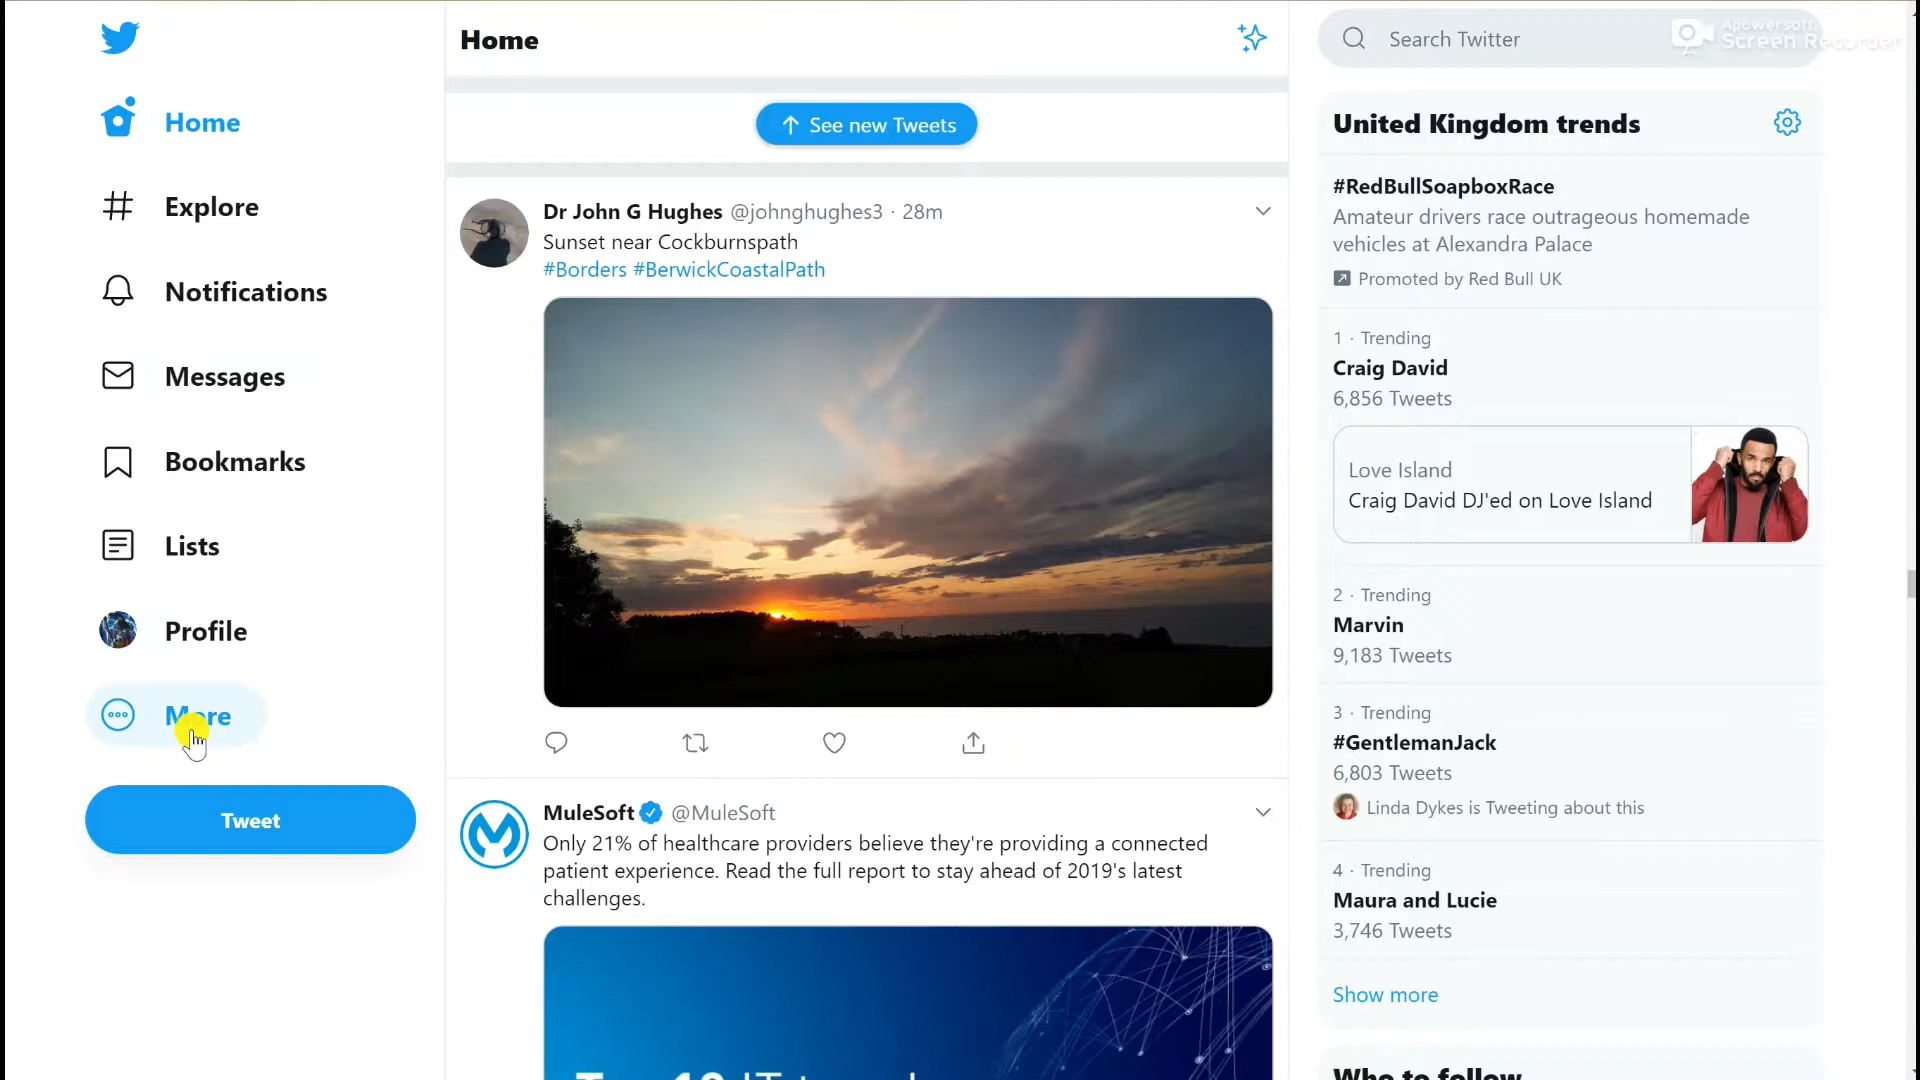 Home
Explore
Notifications
Messages
Bookmarks
Lists
Profile
More
Tweet
Home
See new Tweets
Dr John G Hughes @johnghughes3 · 28m
Sunset near Cockburnspath
#Borders #BerwickCoastalPath
MuleSoft @MuleSoft
Only 21% of healthcare providers believe they're providing a connected
patient experience. Read the full report to stay ahead of 2019's latest
challenges.
Search Twitter
Apowersoft
Screen Recorder
United Kingdom trends
#RedBullSoapboxRace
Amateur drivers race outrageous homemade
vehicles at Alexandra Palace
Promoted by Red Bull UK
1 · Trending
Craig David
6,856 Tweets
Love Island
Craig David DJ'ed on Love Island
2 · Trending
Marvin
9,183 Tweets
3 · Trending
#GentlemanJack
6,803 Tweets
Linda Dykes is Tweeting about this
4 · Trending
Maura and Lucie
3,746 Tweets
Show more
Who to follow